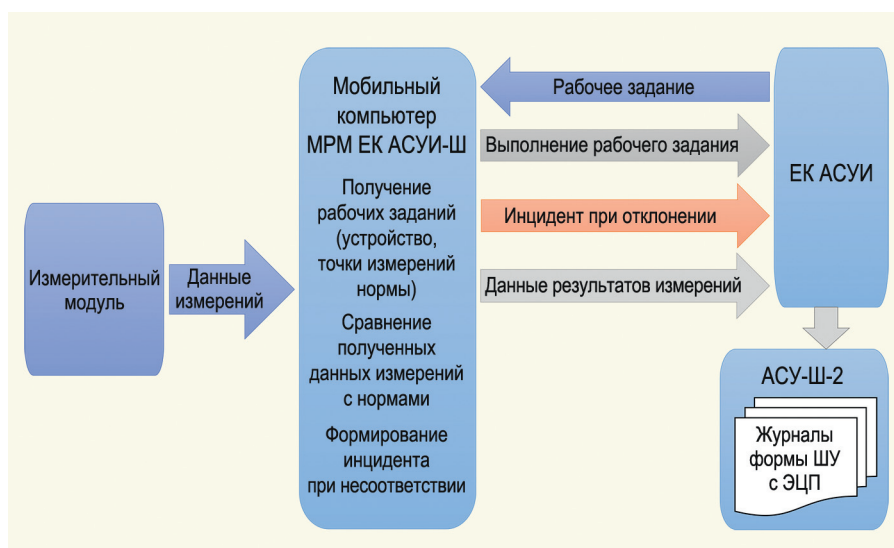 Измерительный
модуль
Данные
измерений
Мобильный
компьютер
МРМ ЕК АСУИ-Ш
Получение
рабочих заданий
(устройство,
точки измерений
нормы)
Сравнение
полученных
данных измерений
с нормами
Формирование
инцидента
при несоответствии
Рабочее задание
Выполнение рабочего задания
Инцидент при отклонении
Данные результатов измерений
ЕК АСУИ
АСУ-Ш-2
Журналы
формы ШУ
с ЭЦП